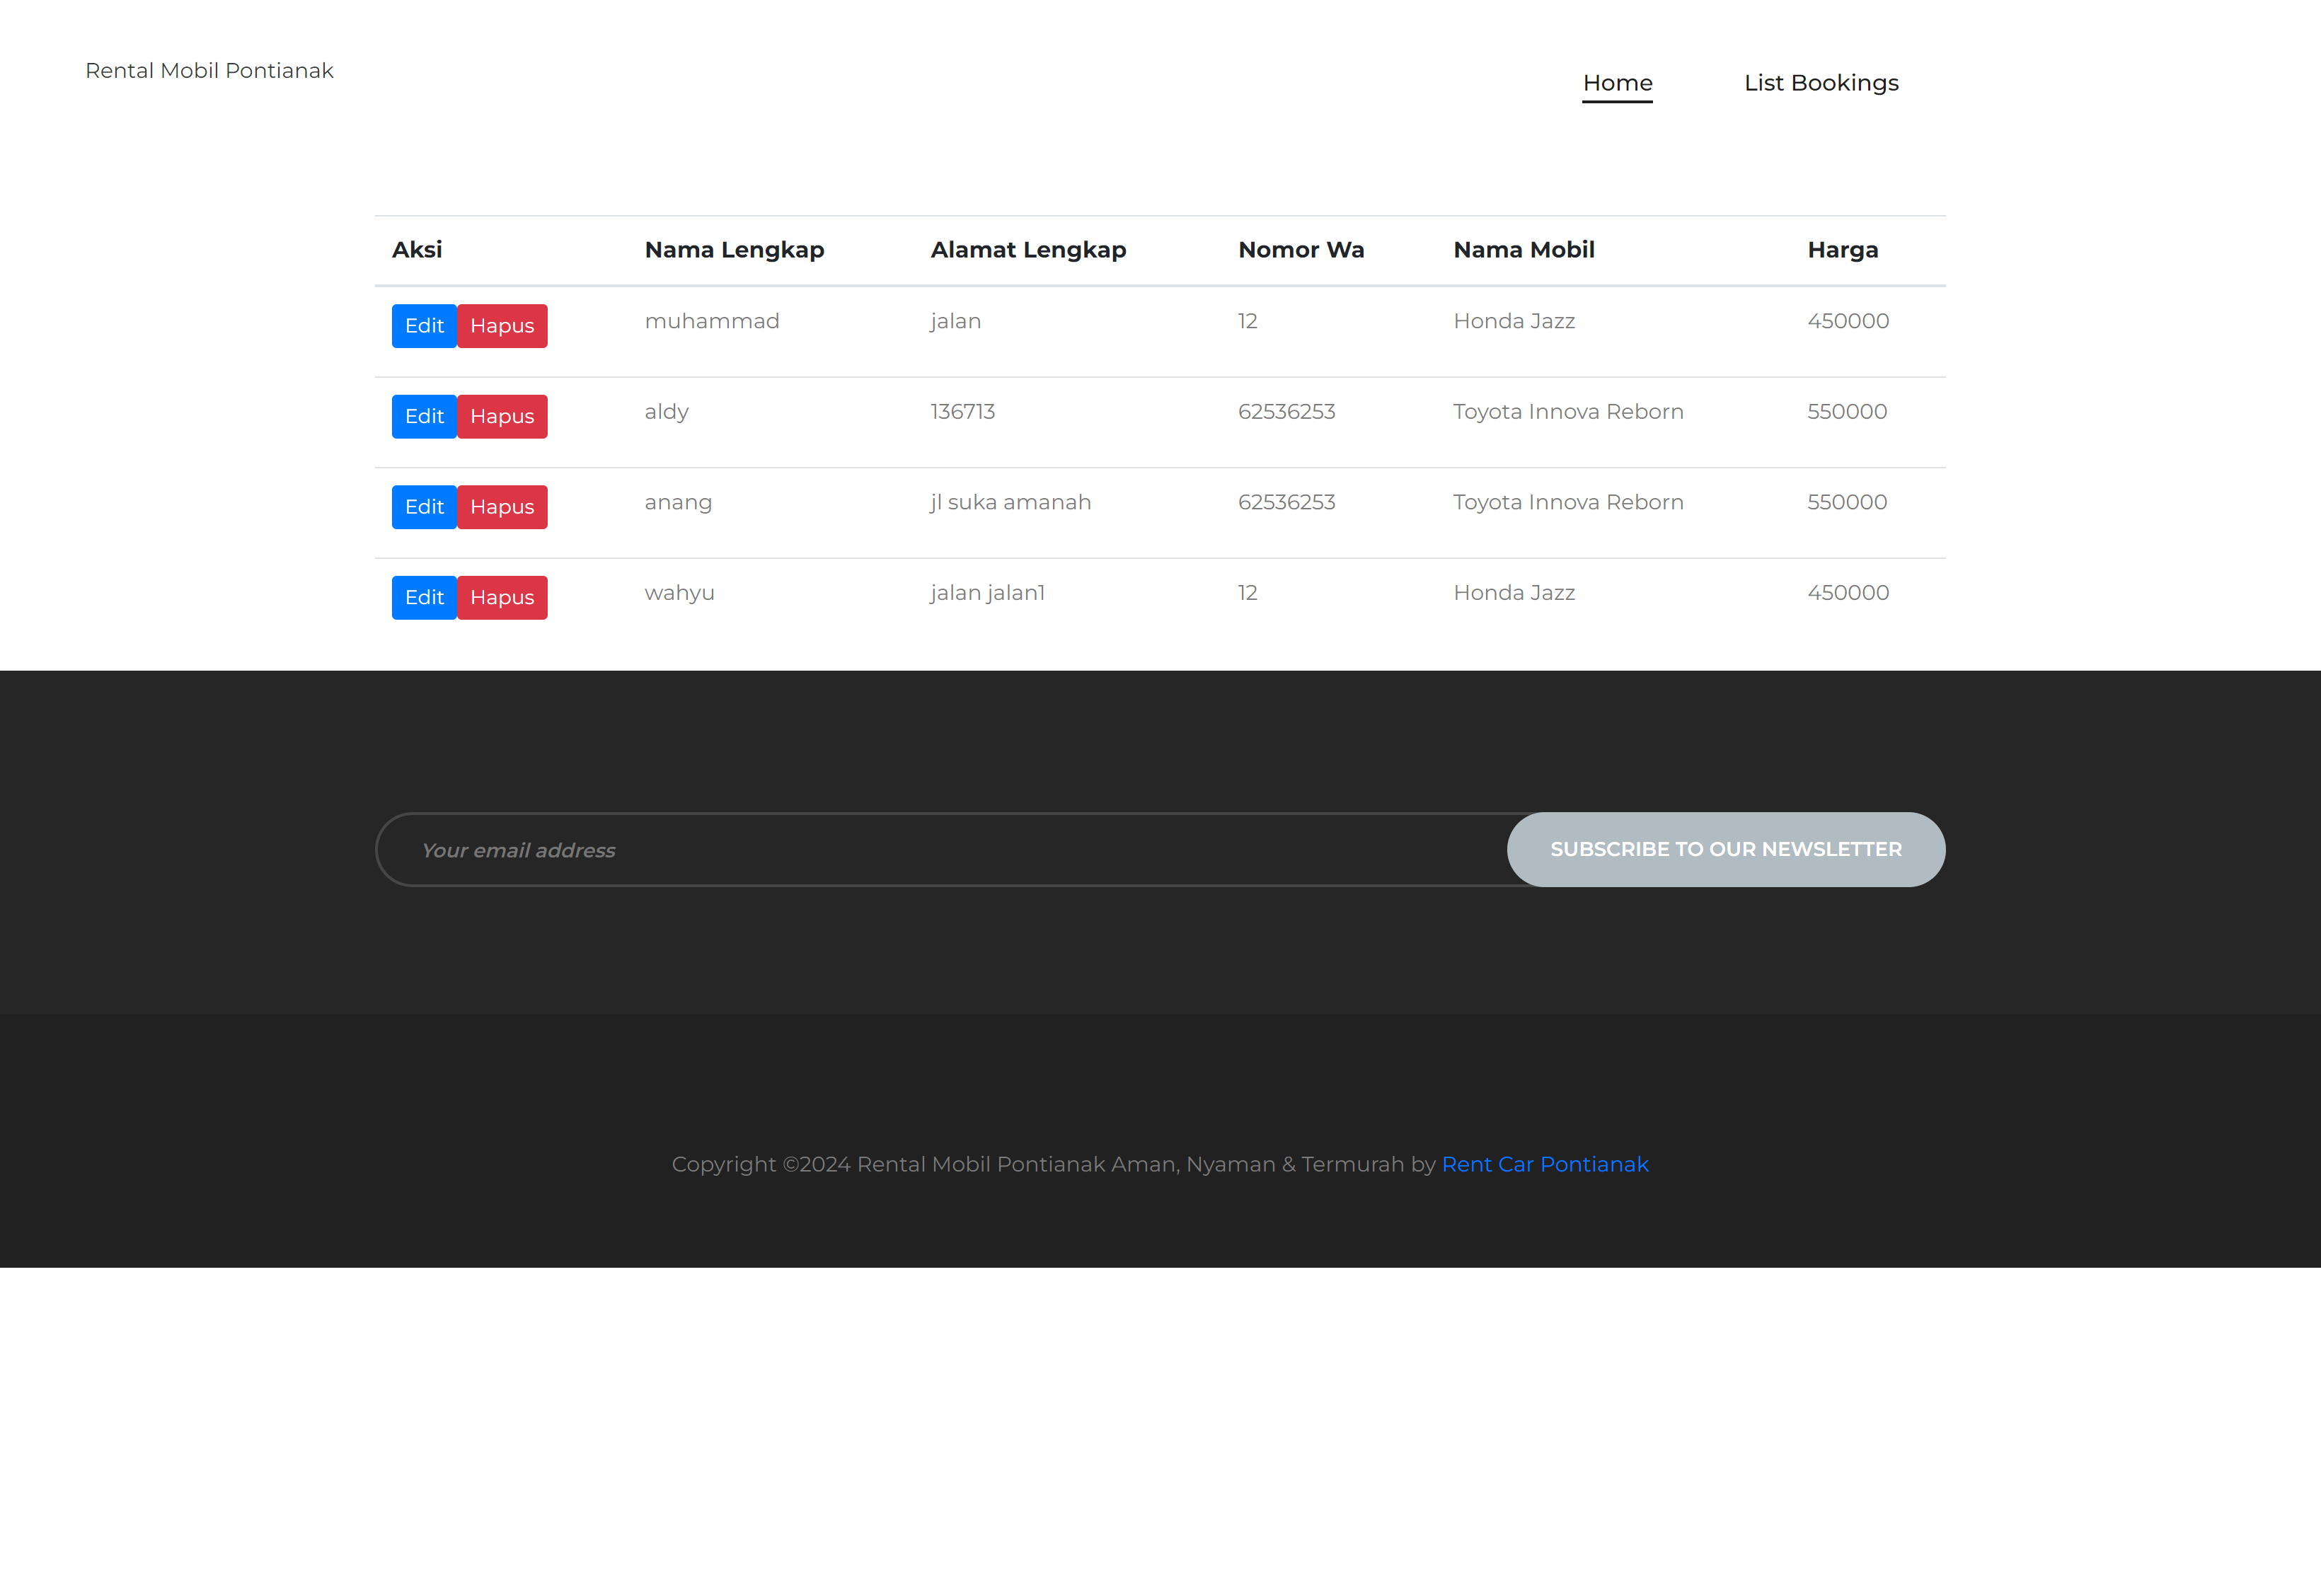 Rental Mobil Pontianak
Home List Bookings
Aksi Nama Lengkap Alamat Lengkap Nomor Wa Nama Mobil Harga
Edit Hapus muhammad jalan 12 Honda Jazz 450000
Edit Hapus aldy 136713 62536253 Toyota Innova Reborn 550000
Edit Hapus anang jl suka amanah 62536253 Toyota Innova Reborn 550000
Edit Hapus wahyu jalan jalan1 12 Honda Jazz 450000
Your email address SUBSCRIBE TO OUR NEWSLETTER
Copyright ©2024 Rental Mobil Pontianak Aman, Nyaman & Termurah by Rent Car Pontianak